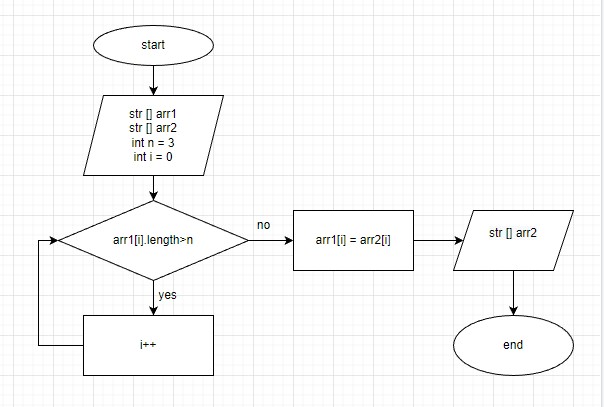 start
str [] arr1
str [] arr2
int n = 3
int i = 0
arr1[i].length>n
no
arr1[i] = arr2[i]
str [] arr2
yes
i++
end